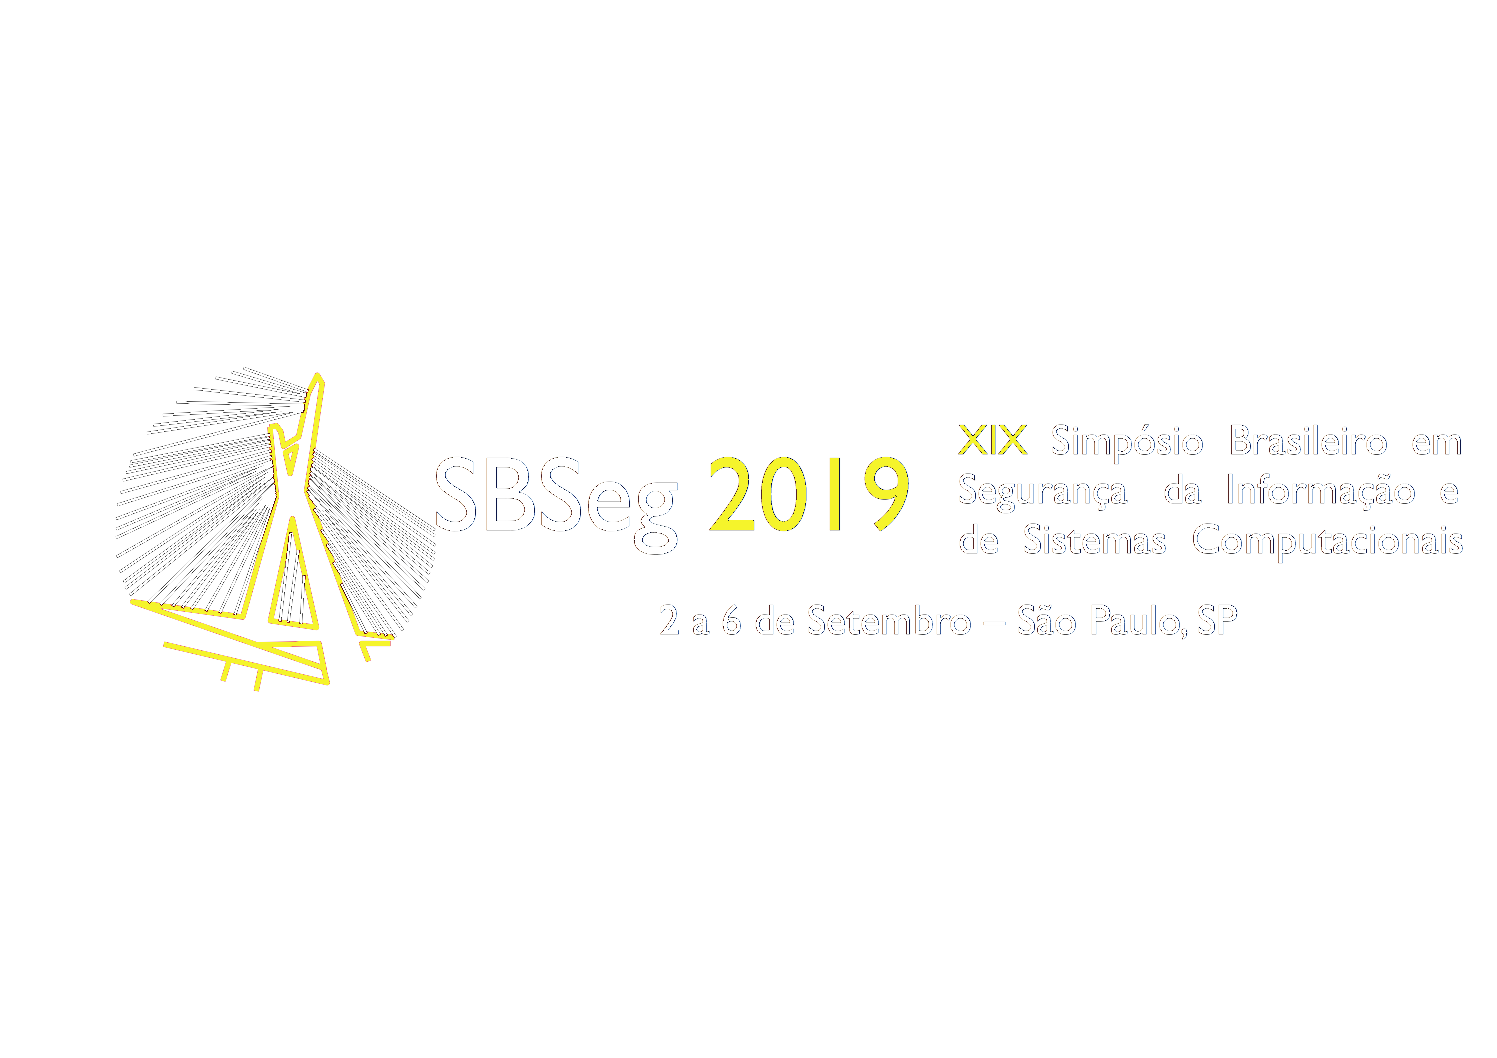 SBSeg 2019
XIX Simpósio Brasileiro em
Segurança da Informação e
de Sistemas Computacionais
2 a 6 de Setembro – São Paulo, SP